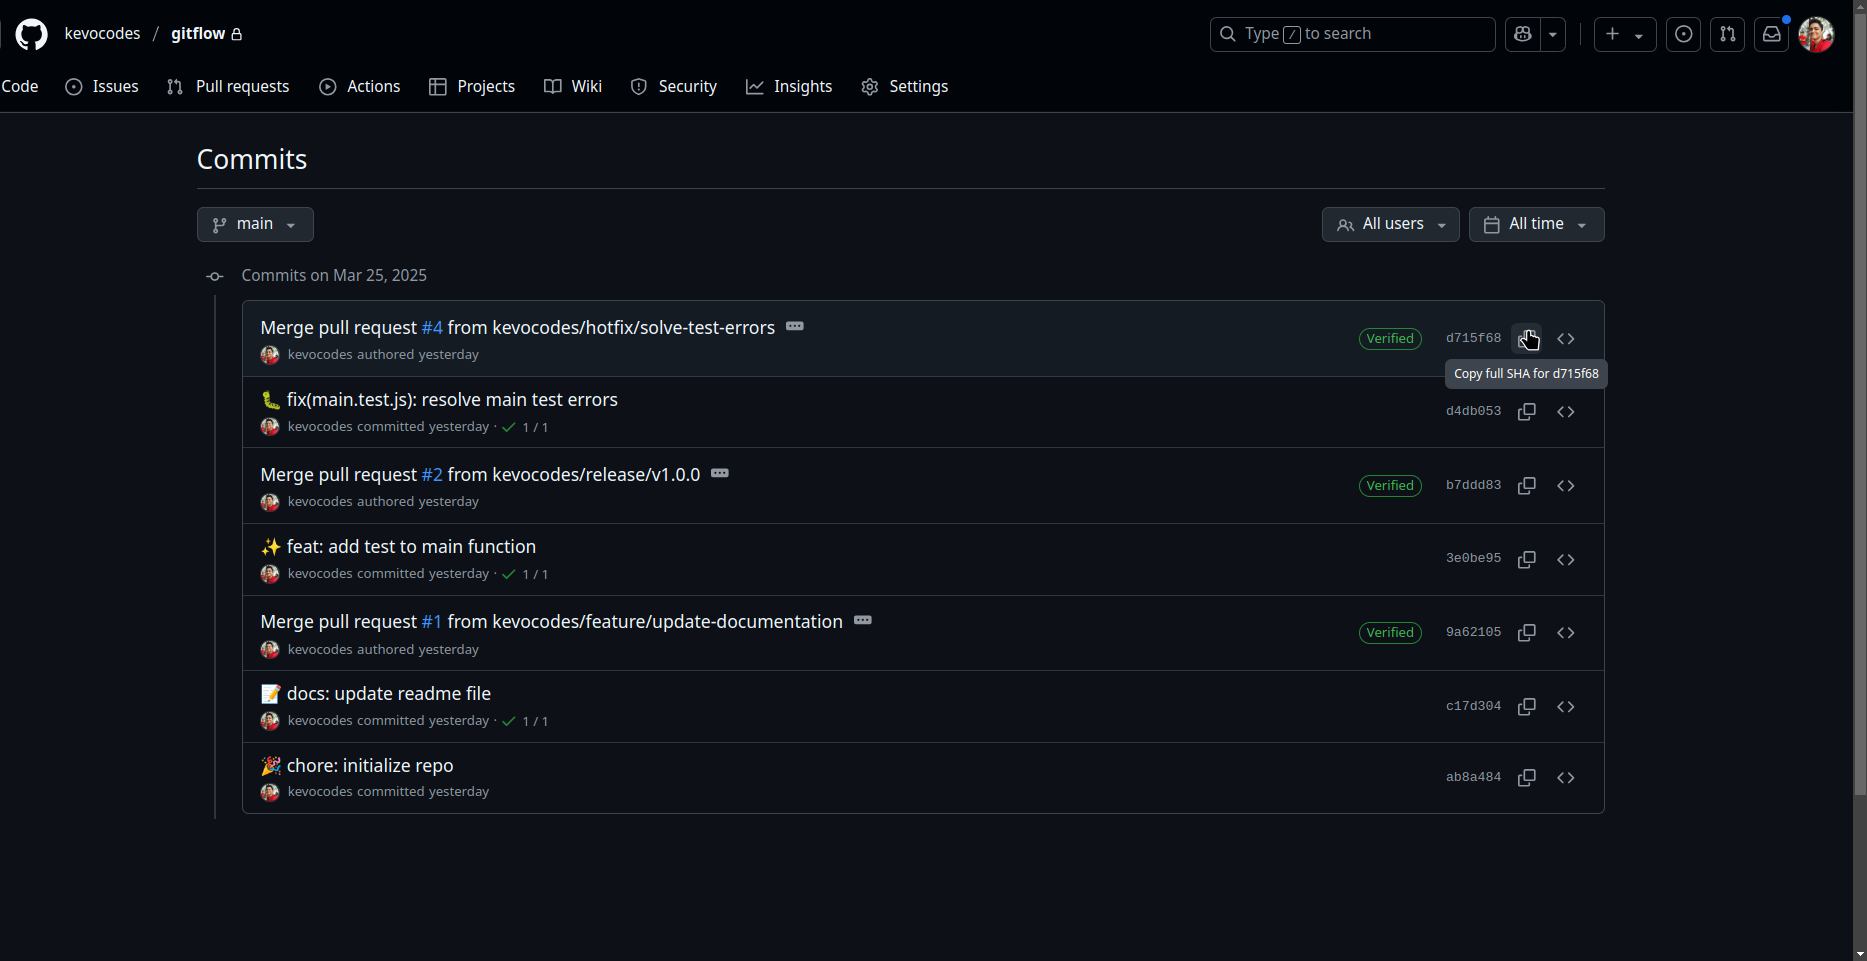 kevocodes / gitflow
Type / to search
Code Issues Pull requests Actions Projects Wiki Security Insights Settings
Commits
main All users All time
Commits on Mar 25, 2025
Merge pull request #4 from kevocodes/hotfix/solve-test-errors
kevocodes authored yesterday
Verified d715f68
Copy full SHA for d715f68
🐛 fix(main.test.js): resolve main test errors
kevocodes committed yesterday · ✓ 1 / 1
d4db053
Merge pull request #2 from kevocodes/release/v1.0.0
kevocodes authored yesterday
Verified b7ddd83
✨ feat: add test to main function
kevocodes committed yesterday · ✓ 1 / 1
3e0be95
Merge pull request #1 from kevocodes/feature/update-documentation
kevocodes authored yesterday
Verified 9a62105
📝 docs: update readme file
kevocodes committed yesterday · ✓ 1 / 1
c17d304
🎉 chore: initialize repo
kevocodes committed yesterday
ab8a484